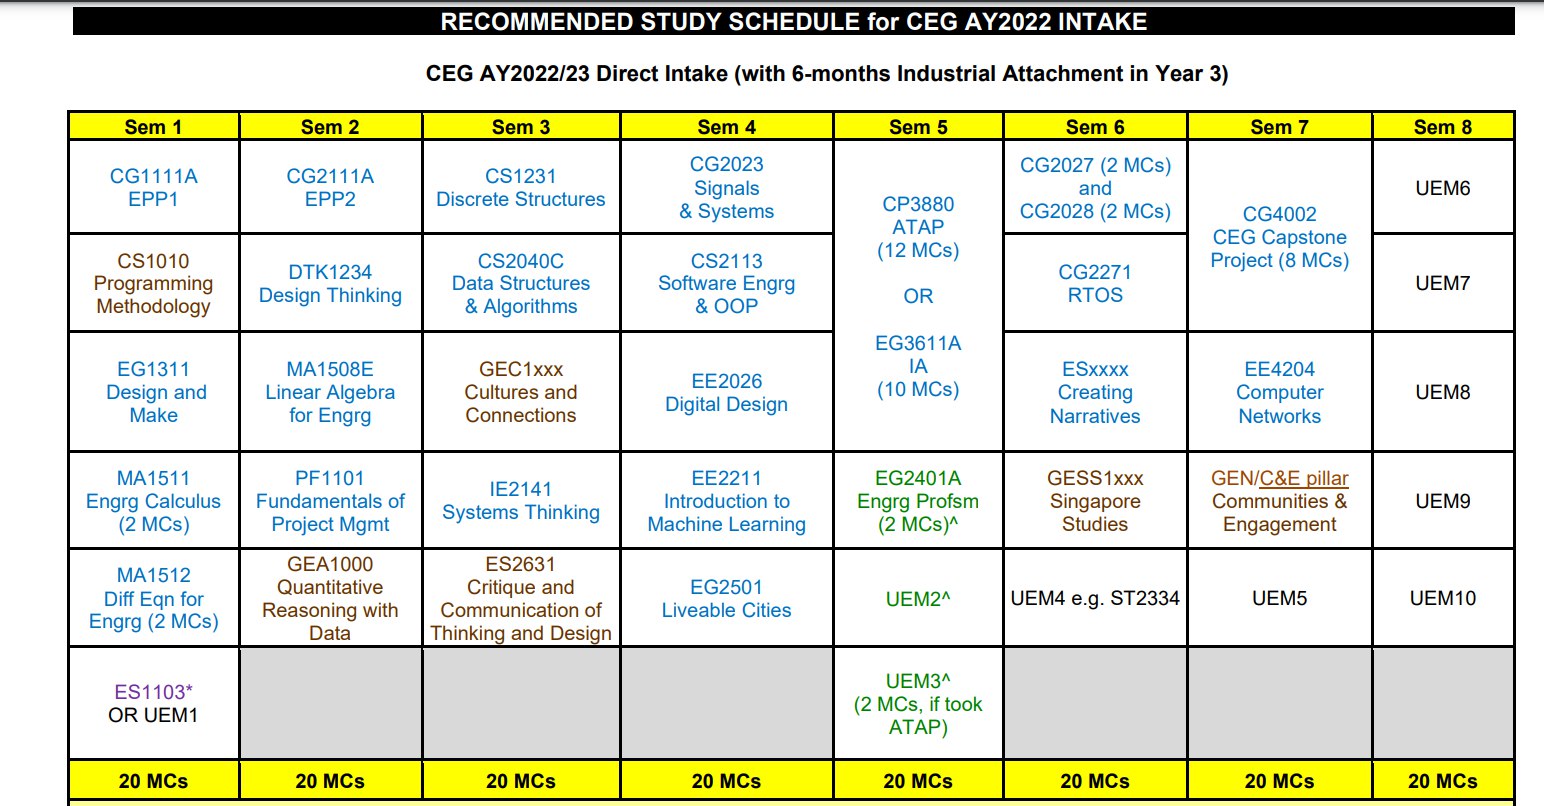 RECOMMENDED STUDY SCHEDULE for CEG AY2022 INTAKE
CEG AY2022/23 Direct Intake (with 6-months Industrial Attachment in Year 3)
Sem 1
Sem 2
Sem 3
Sem 4
Sem 5
Sem 6
Sem 7
Sem 8
CG1111A
EPP1
CG2111A
EPP2
CS1231
Discrete Structures
CG2023
Signals
& Systems
CP3880
ATAP
(12 MCs)
OR
EG3611A
IA
(10 MCs)
CG2027 (2 MCs)
and
CG2028 (2 MCs)
CG4002
CEG Capstone
Project (8 MCs)
UEM6
CS1010
Programming
Methodology
DTK1234
Design Thinking
CS2040C
Data Structures
& Algorithms
CS2113
Software Engrg
& OOP
CG2271
RTOS
UEM7
EG1311
Design and
Make
MA1508E
Linear Algebra
for Engrg
GEC1xxx
Cultures and
Connections
EE2026
Digital Design
ESxxxx
Creating
Narratives
EE4204
Computer
Networks
UEM8
MA1511
Engrg Calculus
(2 MCs)
PF1101
Fundamentals of
Project Mgmt
IE2141
Systems Thinking
EE2211
Introduction to
Machine Learning
EG2401A
Engrg Profsm
(2 MCs)^
GESS1xxx
Singapore
Studies
GEN/C&E pillar
Communities &
Engagement
UEM9
MA1512
Diff Eqn for
Engrg (2 MCs)
GEA1000
Quantitative
Reasoning with
Data
ES2631
Critique and
Communication of
Thinking and Design
EG2501
Liveable Cities
UEM2^
UEM4 e.g. ST2334
UEM5
UEM10
ES1103*
OR UEM1
UEM3^
(2 MCs, if took
ATAP)
20 MCs
20 MCs
20 MCs
20 MCs
20 MCs
20 MCs
20 MCs
20 MCs